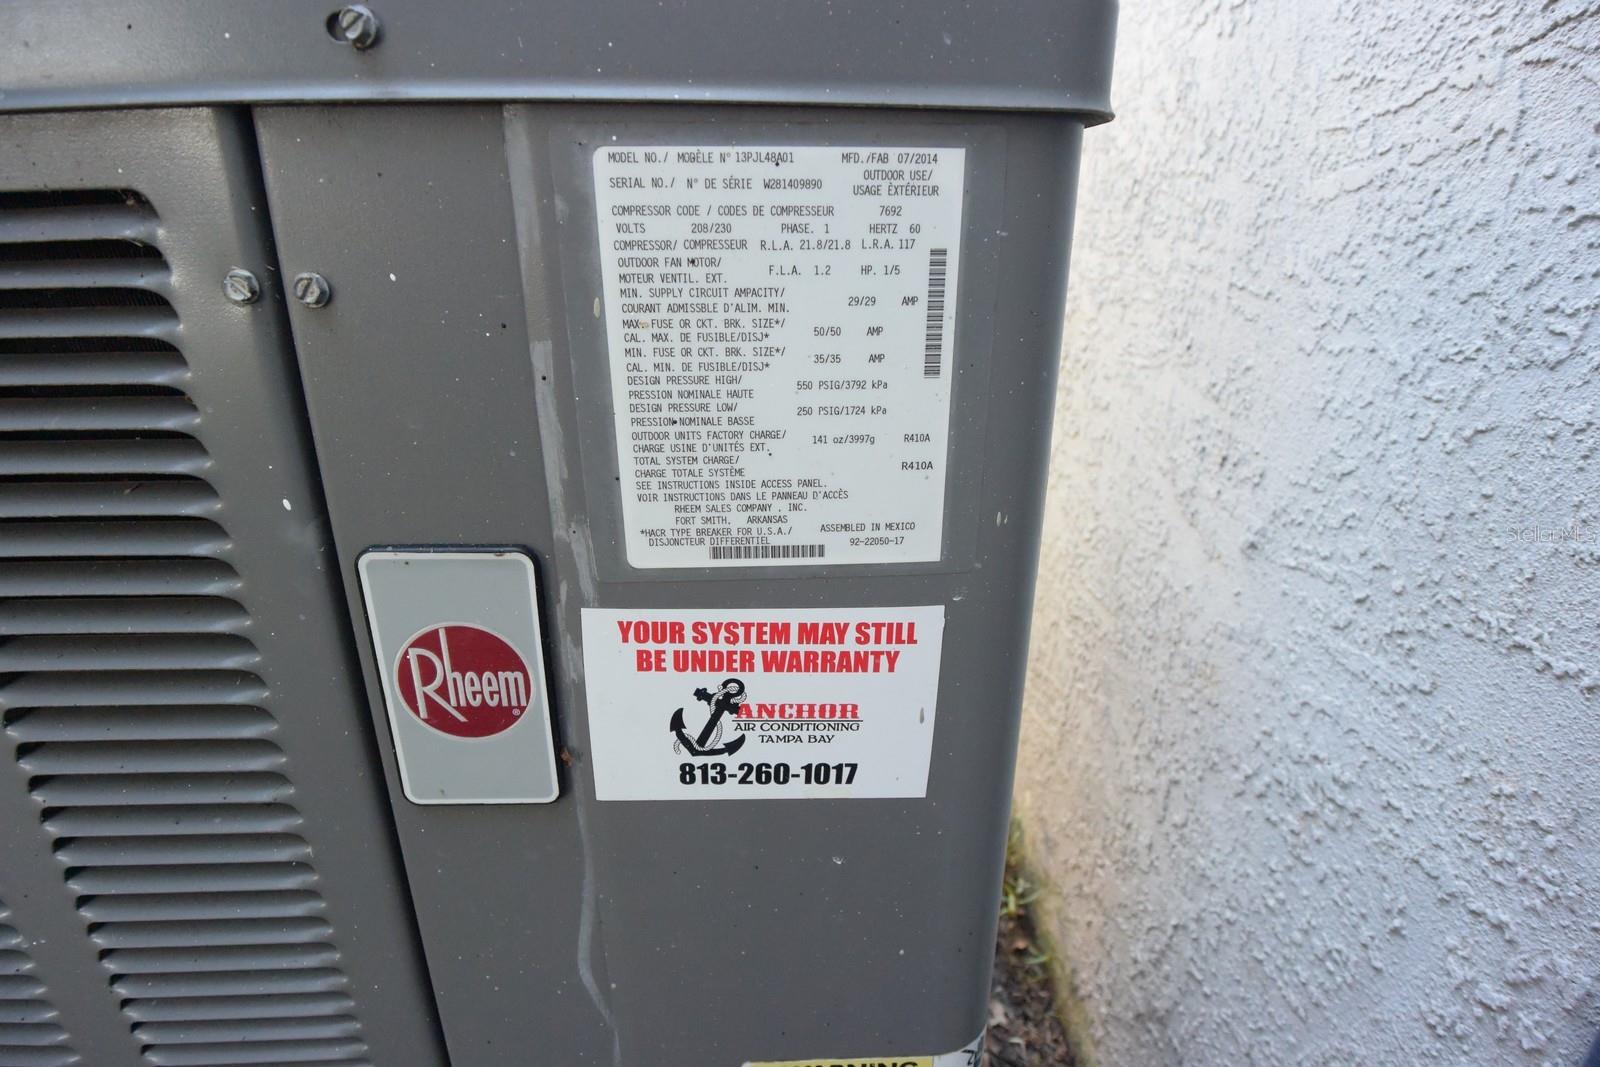 MODEL NO./ MODÈLE N° 13PJL48A01 MFD./FAB 07/2014
SERIAL NO./ N° DE SÉRIE W281409890 OUTDOOR USE/
USAGE ÈXTÉRIEUR
COMPRESSOR CODE / CODES DE COMPRESSEUR 7692
VOLTS 208/230 PHASE. 1 HERTZ 60
COMPRESSOR/ COMPRESSEUR R.L.A. 21.8/21.8 L.R.A. 117
OUTDOOR FAN MOTOR/
MOTEUR VENTIL. EXT. F.L.A. 1.2 HP. 1/5
MIN. SUPPLY CIRCUIT AMPACITY/
COURANT ADMISSBLE D'ALIM. MIN. 29/29 AMP
MAX. FUSE OR CKT. BRK. SIZE*/
CAL. MAX. DE FUSIBLE/DISJ* 50/50 AMP
MIN. FUSE OR CKT. BRK. SIZE*/
CAL. MIN. DE FUSIBLE/DISJ* 35/35 AMP
DESIGN PRESSURE HIGH/
PRESSION NOMINALE HAUTE 550 PSIG/3792 kPa
DESIGN PRESSURE LOW/
PRESSION NOMINALE BASSE 250 PSIG/1724 kPa
OUTDOOR UNITS FACTORY CHARGE/
CHARGE USINE D'UNITÉS EXT. 141 oz/3997g R410A
TOTAL SYSTEM CHARGE/
CHARGE TOTALE SYSTÈME R410A
SEE INSTRUCTIONS INSIDE ACCESS PANEL.
VOIR INSTRUCTIONS DANS LE PANNEAU D'ACCÈS
RHEEM SALES COMPANY , INC.
FORT SMITH, ARKANSAS
*HACR TYPE BREAKER FOR U.S.A./ ASSEMBLED IN MEXICO
DISJONCTEUR DIFFERENTIEL 92-22050-17
Rheem®
YOUR SYSTEM MAY STILL
BE UNDER WARRANTY
ANCHOR
AIR CONDITIONING
TAMPA BAY
813-260-1017
WARNING
StellarMLS